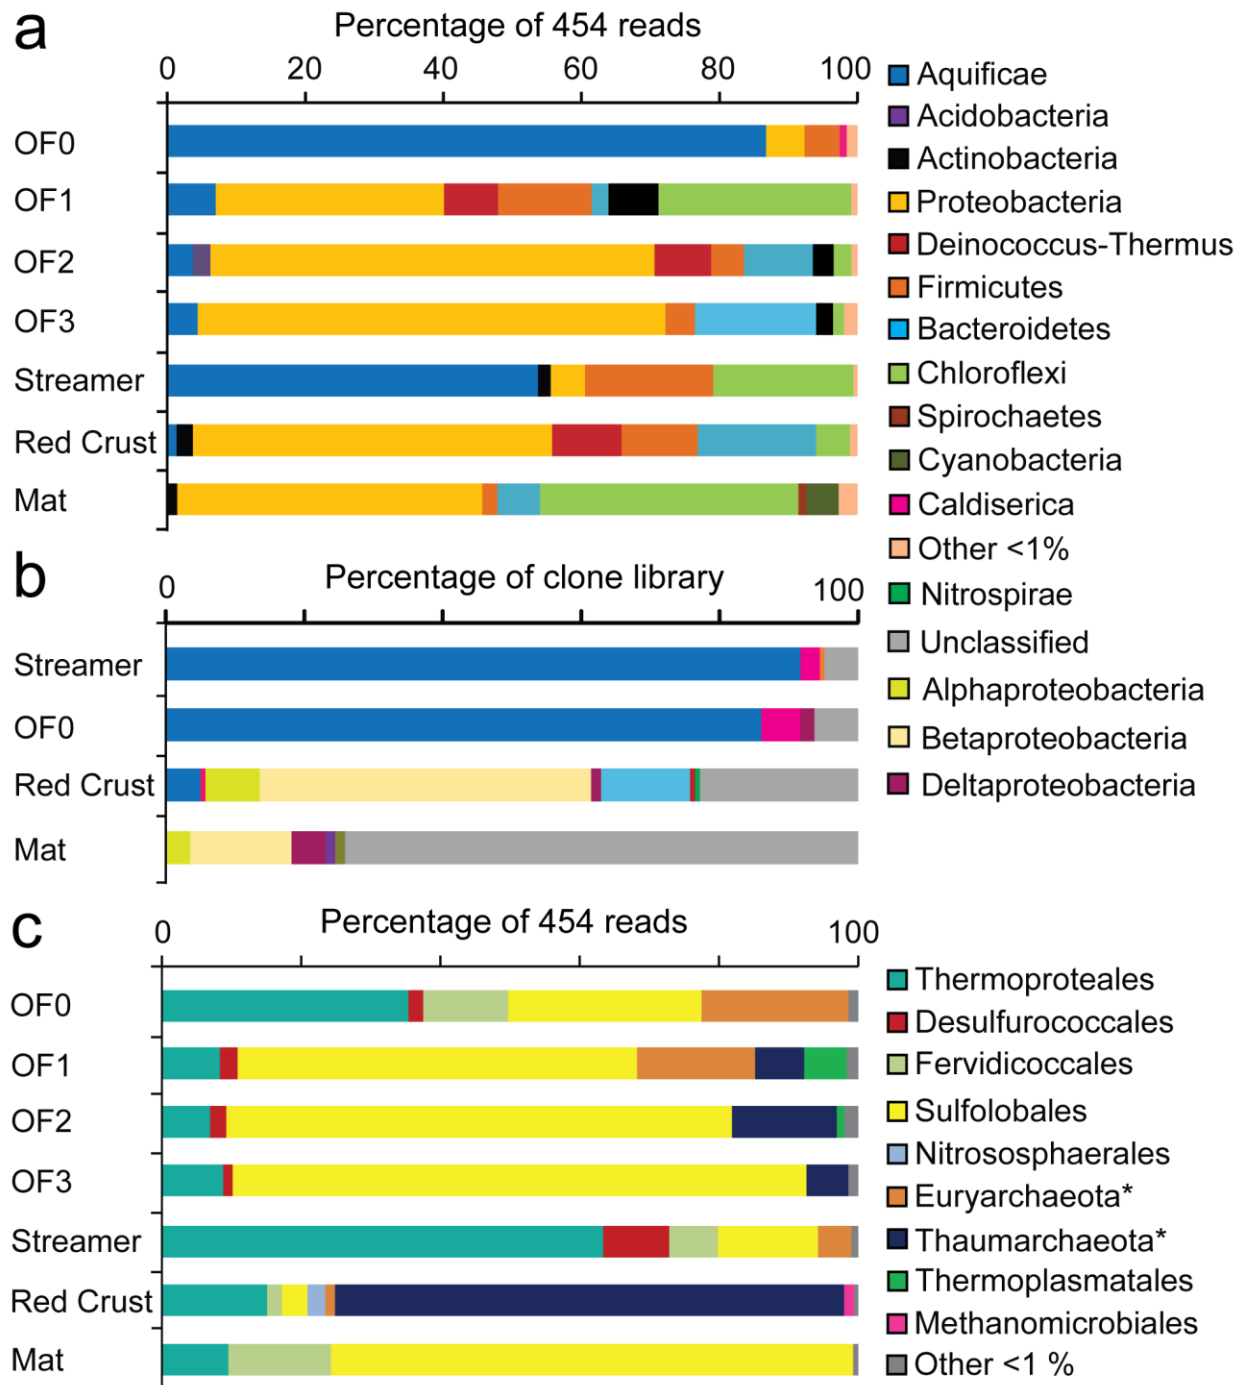 a
Percentage of 454 reads
0 20 40 60 80 100
OF0
OF1
OF2
OF3
Streamer
Red Crust
Mat
Aquificae
Acidobacteria
Actinobacteria
Proteobacteria
Deinococcus-Thermus
Firmicutes
Bacteroidetes
Chloroflexi
Spirochaetes
Cyanobacteria
Caldiserica
Other <1%
Nitrospirae
Unclassified
Alphaproteobacteria
Betaproteobacteria
Deltaproteobacteria
b
Percentage of clone library
0 100
Streamer
OF0
Red Crust
Mat
c
Percentage of 454 reads
0 100
OF0
OF1
OF2
OF3
Streamer
Red Crust
Mat
Thermoproteales
Desulfurococcales
Fervidicoccales
Sulfolobales
Nitrososphaerales
Euryarchaeota*
Thaumarchaeota*
Thermoplasmatales
Methanomicrobiales
Other <1 %